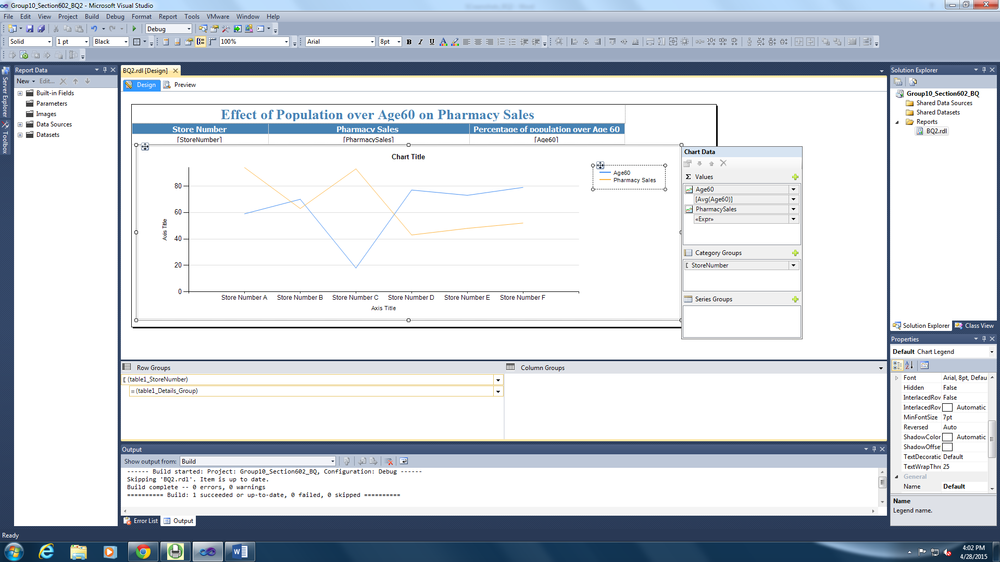 Group10_Section602_BQ2 - Microsoft Visual Studio
File Edit View Project Build Debug Format Report Tools VMware Window Help
Debug
Solid 1 pt Black 100% Arial 8pt B I U A
Server Explorer
Toolbox
Report Data
New Edit...
Built-in Fields
Parameters
Images
Data Sources
Datasets
BQ2.rdl [Design]
Design Preview
Effect of Population over Age60 on Pharmacy Sales
Store Number Pharmacy Sales Percentage of population over Age 60
[StoreNumber] [PharmacySales] [Age60]
Chart Title
Age60
Pharmacy Sales
80
60
40
20
0
Axis Title
Store Number A Store Number B Store Number C Store Number D Store Number E Store Number F
Axis Title
Chart Data
Σ Values
Age60
[Avg(Age60)]
PharmacySales
«Expr»
Category Groups
StoreNumber
Series Groups
Row Groups
Column Groups
(table1_StoreNumber)
(table1_Details_Group)
Output
Show output from: Build
------ Build started: Project: Group10_Section602_BQ, Configuration: Debug ------
Skipping 'BQ2.rdl'. Item is up to date.
Build complete -- 0 errors, 0 warnings
========== Build: 1 succeeded or up-to-date, 0 failed, 0 skipped ==========
Error List Output
Solution Explorer
Group10_Section602_BQ
Shared Data Sources
Shared Datasets
Reports
BQ2.rdl
Solution Explorer Class View
Properties
Default Chart Legend
Font Arial, 8pt, Defau
Hidden False
InterlacedRov False
InterlacedRov Automatic
MinFontSize 7pt
Reversed Auto
ShadowColor Automatic
ShadowOffse
TextDecoratic Default
TextWrapThre 25
General
Name Default
Name
Legend name.
Ready
4:02 PM
4/28/2015